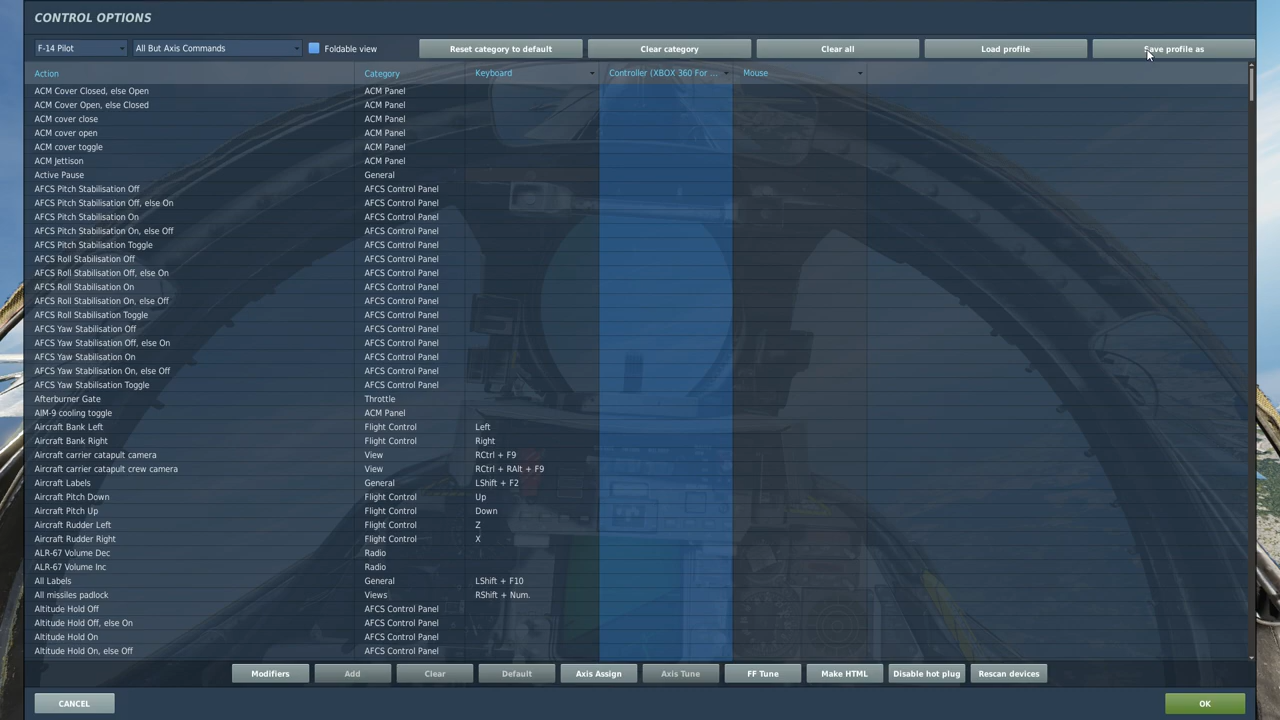 CONTROL OPTIONS
F-14 Pilot All But Axis Commands Foldable view Reset category to default Clear category Clear all Load profile Save profile as
Action Category Keyboard Controller (XBOX 360 For ... Mouse
ACM Cover Closed, else Open ACM Panel
ACM Cover Open, else Closed ACM Panel
ACM cover close ACM Panel
ACM cover open ACM Panel
ACM cover toggle ACM Panel
ACM Jettison ACM Panel
Active Pause General
AFCS Pitch Stabilisation Off AFCS Control Panel
AFCS Pitch Stabilisation Off, else On AFCS Control Panel
AFCS Pitch Stabilisation On AFCS Control Panel
AFCS Pitch Stabilisation On, else Off AFCS Control Panel
AFCS Pitch Stabilisation Toggle AFCS Control Panel
AFCS Roll Stabilisation Off AFCS Control Panel
AFCS Roll Stabilisation Off, else On AFCS Control Panel
AFCS Roll Stabilisation On AFCS Control Panel
AFCS Roll Stabilisation On, else Off AFCS Control Panel
AFCS Roll Stabilisation Toggle AFCS Control Panel
AFCS Yaw Stabilisation Off AFCS Control Panel
AFCS Yaw Stabilisation Off, else On AFCS Control Panel
AFCS Yaw Stabilisation On AFCS Control Panel
AFCS Yaw Stabilisation On, else Off AFCS Control Panel
AFCS Yaw Stabilisation Toggle AFCS Control Panel
Afterburner Gate Throttle
AIM-9 cooling toggle ACM Panel
Aircraft Bank Left Flight Control Left
Aircraft Bank Right Flight Control Right
Aircraft carrier catapult camera View RCtrl + F9
Aircraft carrier catapult crew camera View RCtrl + RAlt + F9
Aircraft Labels General LShift + F2
Aircraft Pitch Down Flight Control Up
Aircraft Pitch Up Flight Control Down
Aircraft Rudder Left Flight Control Z
Aircraft Rudder Right Flight Control X
ALR-67 Volume Dec Radio
ALR-67 Volume Inc Radio
All Labels General LShift + F10
All missiles padlock Views RShift + Num.
Altitude Hold Off AFCS Control Panel
Altitude Hold Off, else On AFCS Control Panel
Altitude Hold On AFCS Control Panel
Altitude Hold On, else Off AFCS Control Panel
Modifiers Add Clear Default Axis Assign Axis Tune FF Tune Make HTML Disable hot plug Rescan devices
CANCEL OK